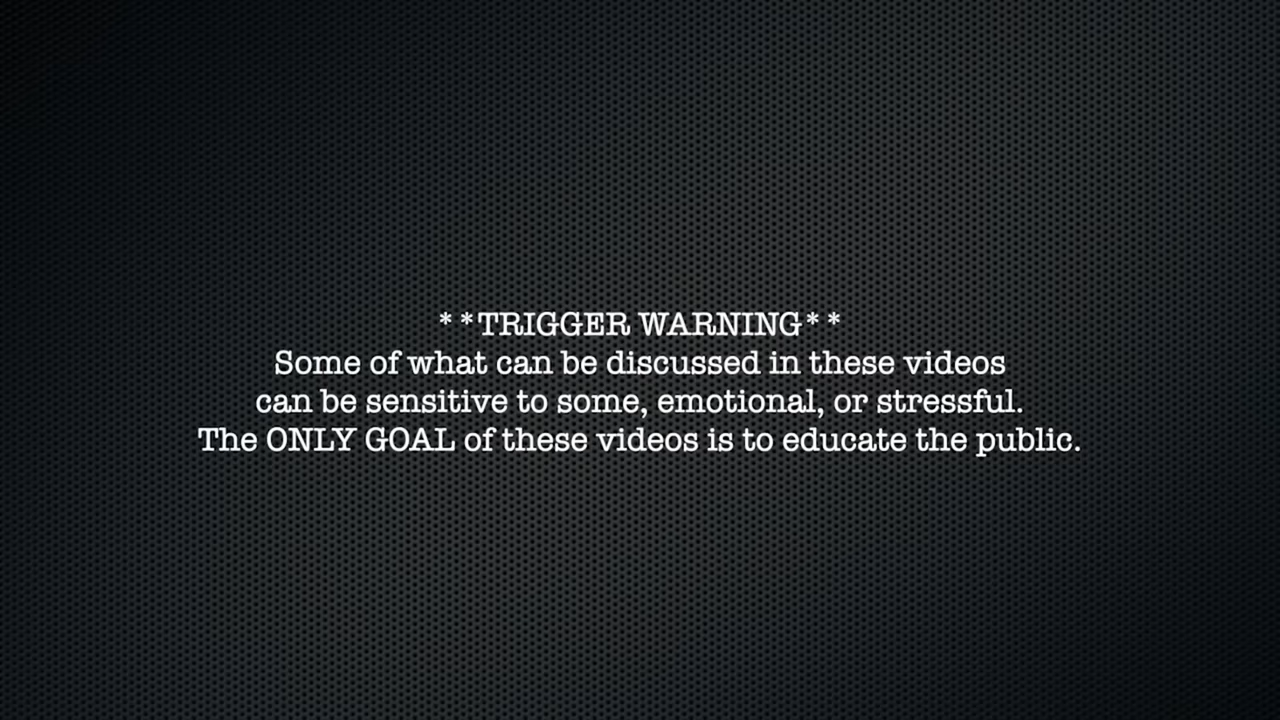 **TRIGGER WARNING**
Some of what can be discussed in these videos
can be sensitive to some, emotional, or stressful.
The ONLY GOAL of these videos is to educate the public.